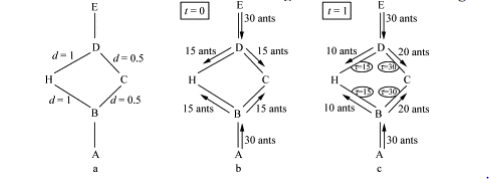 E
D
d=1
d=0.5
H
C
d=1
d=0.5
B
A
a
t=0
E
30 ants
15 ants
D
15 ants
H
C
15 ants
B
15 ants
30 ants
A
b
t=1
E
30 ants
10 ants
D
20 ants
τ=15
τ=30
H
C
τ=15
τ=30
10 ants
B
20 ants
30 ants
A
c